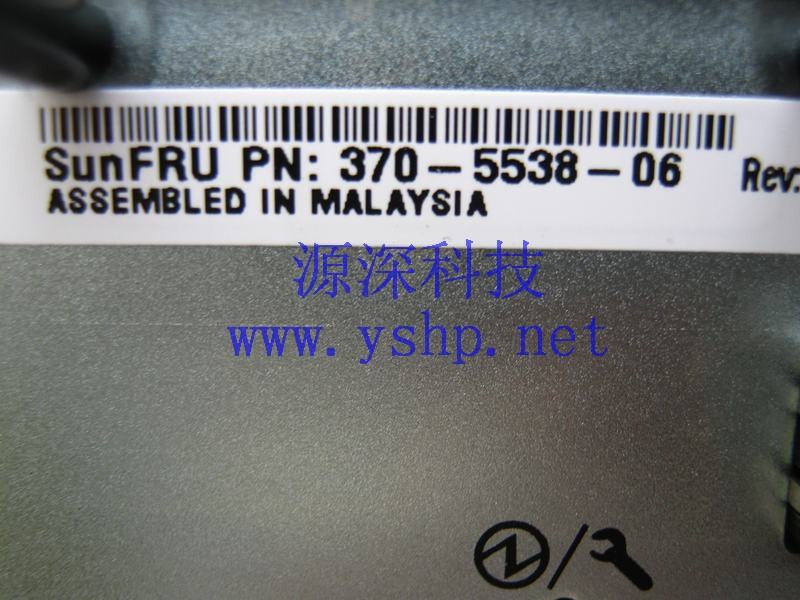 SunFRU PN: 370-5538-06 Rev:
ASSEMBLED IN MALAYSIA
源深科技
www.yshp.net